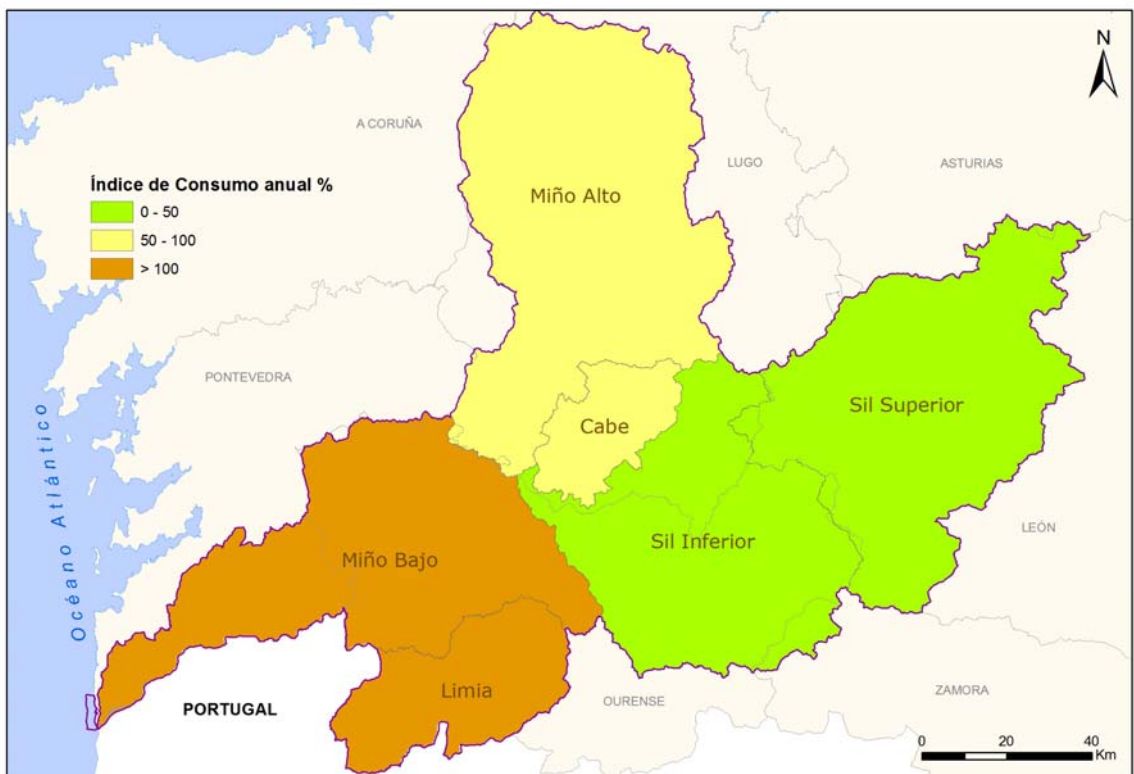 N
A CORUÑA
LUGO
ASTURIAS
Índice de Consumo anual %
0 - 50
50 - 100
> 100
Miño Alto
PONTEVEDRA
Sil Superior
Cabe
Océano Atlántico
LEÓN
Sil Inferior
Miño Bajo
Limia
OURENSE
ZAMORA
PORTUGAL
0 20 40
Km